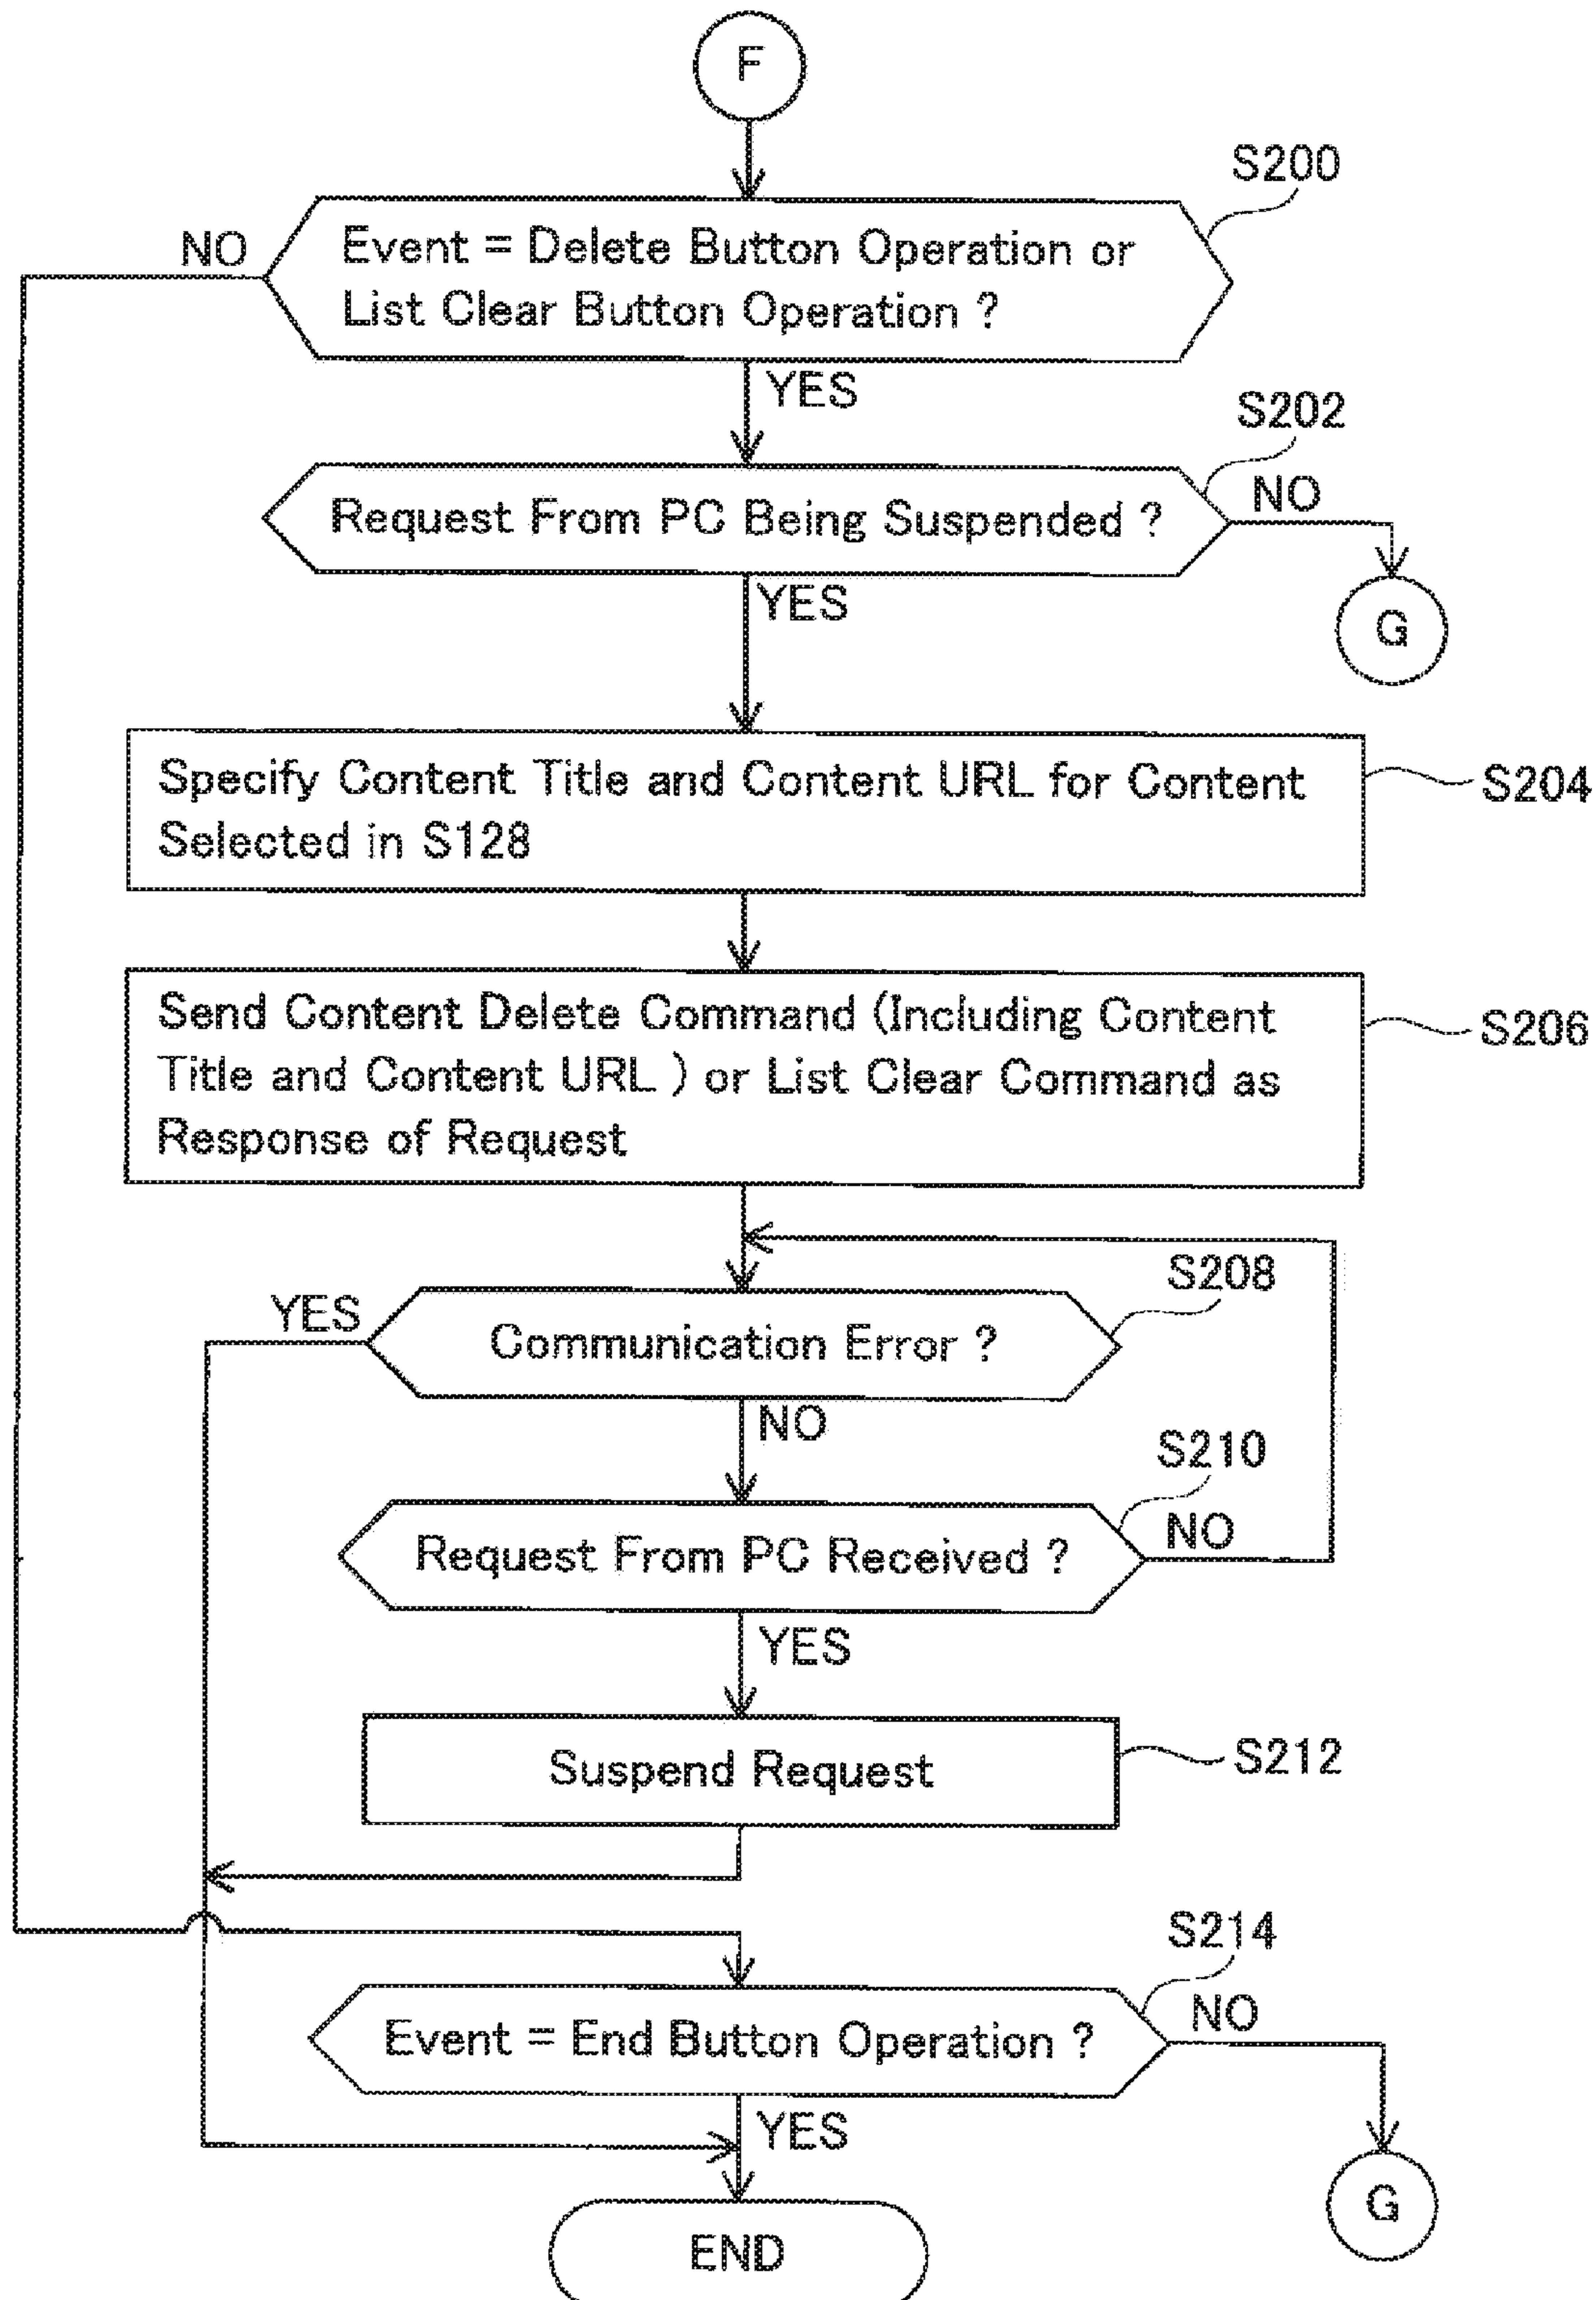 F
S200
NO
Event = Delete Button Operation or
List Clear Button Operation ?
YES
S202
Request From PC Being Suspended ?
NO
YES
G
Specify Content Title and Content URL for Content
Selected in S128
S204
Send Content Delete Command (Including Content
Title and Content URL ) or List Clear Command as
Response of Request
S206
S208
YES
Communication Error ?
NO
S210
Request From PC Received ?
NO
YES
Suspend Request
S212
S214
Event = End Button Operation ?
NO
YES
G
END